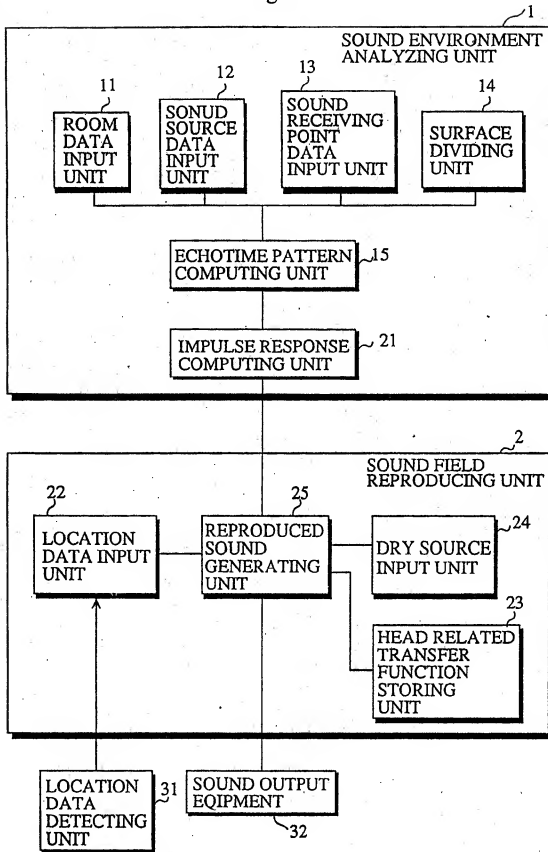 1
SOUND ENVIRONMENT
ANALYZING UNIT
11
ROOM
DATA INPUT
UNIT
12
SONUD
SOURCE
DATA
INPUT
UNIT
13
SOUND
RECEIVING
POINT
DATA
INPUT UNIT
14
SURFACE
DIVIDING
UNIT
ECHOTIME PATTERN
COMPUTING UNIT
15
IMPULSE RESPONSE
COMPUTING UNIT
21
2
SOUND FIELD
REPRODUCING UNIT
22
LOCATION
DATA INPUT
UNIT
25
REPRODUCED
SOUND
GENERATING
UNIT
24
DRY SOURCE
INPUT UNIT
23
HEAD RELATED
TRANSFER
FUNCTION
STORING
UNIT
LOCATION
DATA
DETECTING
UNIT
31
SOUND OUTPUT
EQIPMENT
32